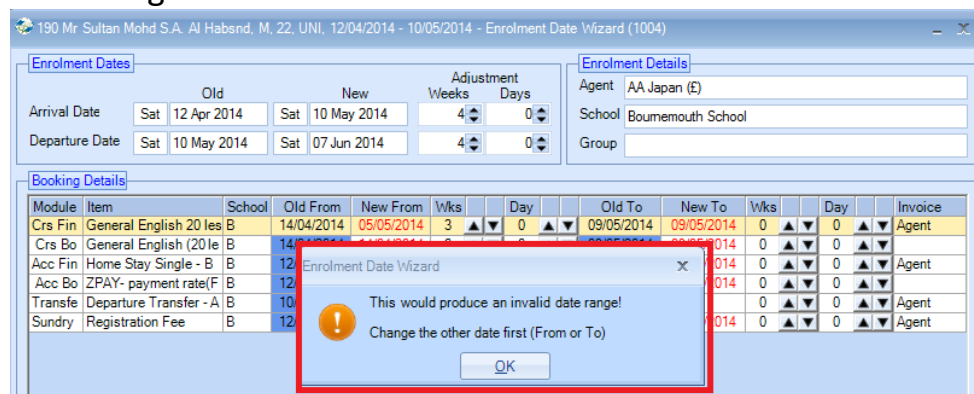 190 Mr Sultan Mohd S.A. Al Habsnd, M, 22, UNI, 12/04/2014 - 10/05/2014 - Enrolment Date Wizard (1004)
Enrolment Dates
Old New Adjustment Weeks Days
Arrival Date Sat 12 Apr 2014 Sat 10 May 2014 4 0
Departure Date Sat 10 May 2014 Sat 07 Jun 2014 4 0
Enrolment Details
Agent AA Japan (£)
School Bournemouth School
Group
Booking Details
Module Item School Old From New From Wks Day Old To New To Wks Day Invoice
Crs Fin General English 20 les B 14/04/2014 05/05/2014 3 0 09/05/2014 09/05/2014 0 0 Agent
Crs Bo General English (20 le B 0 0
Acc Fin Home Stay Single - B B 12/ 0 0 Agent
Acc Bo ZPAY- payment rate(F B 12/ 0 0
Transfe Departure Transfer - A B 10/ 0 0 Agent
Sundry Registration Fee B 12/ /2014 0 0 Agent
Enrolment Date Wizard
This would produce an invalid date range!
Change the other date first (From or To)
OK